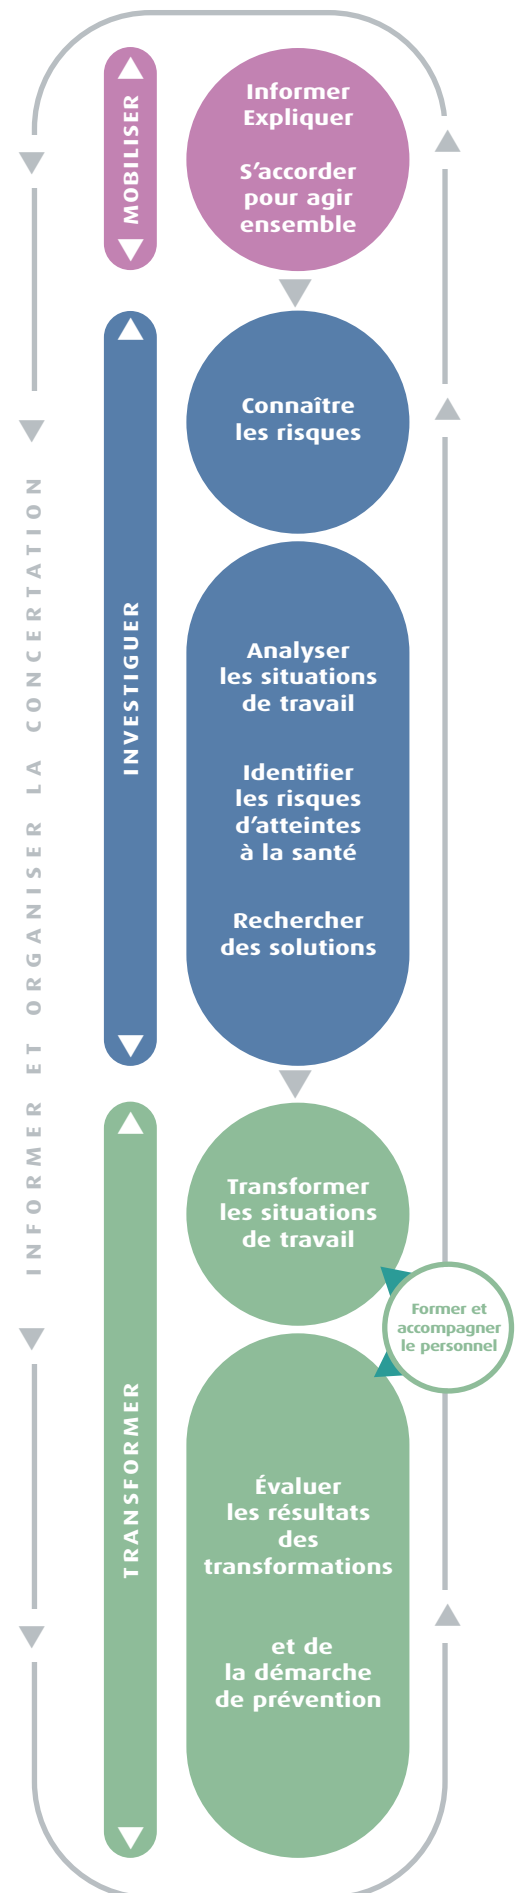 MOBILISER
Informer
Expliquer
S’accorder
pour agir
ensemble
INFORMER ET ORGANISER LA CONCERTATION
INVESTIGUER
Connaître
les risques
Analyser
les situations
de travail
Identifier
les risques
d’atteintes
à la santé
Rechercher
des solutions
TRANSFORMER
Transformer
les situations
de travail
Former et
accompagner
le personnel
Évaluer
les résultats
des
transformations
et de
la démarche
de prévention